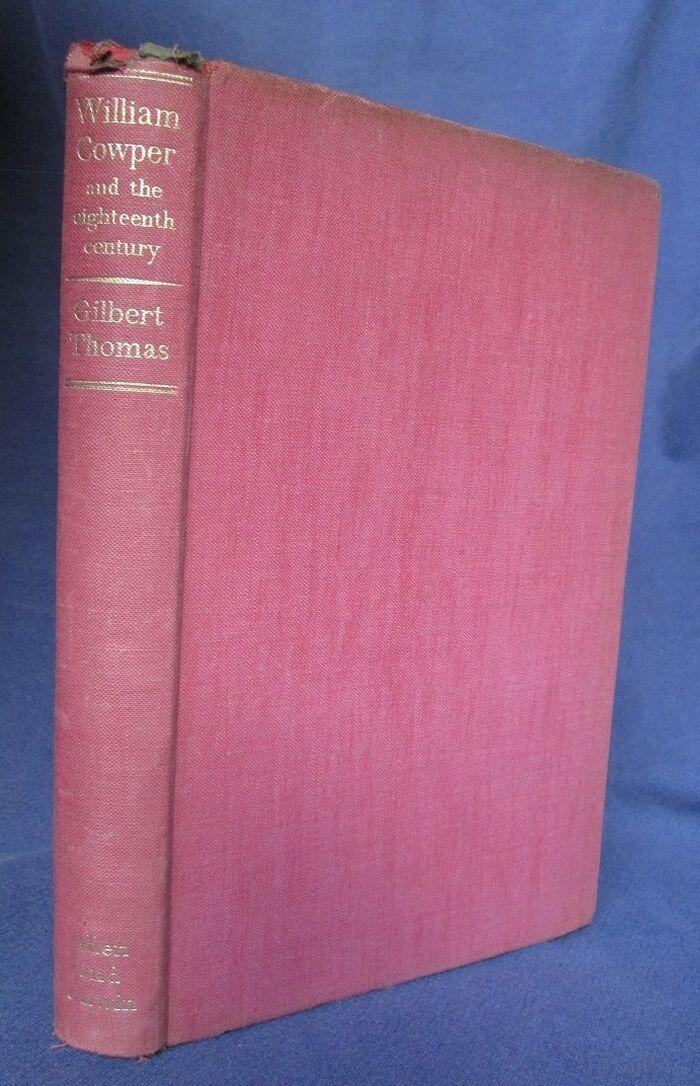 William
Cowper
and the
eighteenth
century
Gilbert
Thomas
Allen
and
Unwin